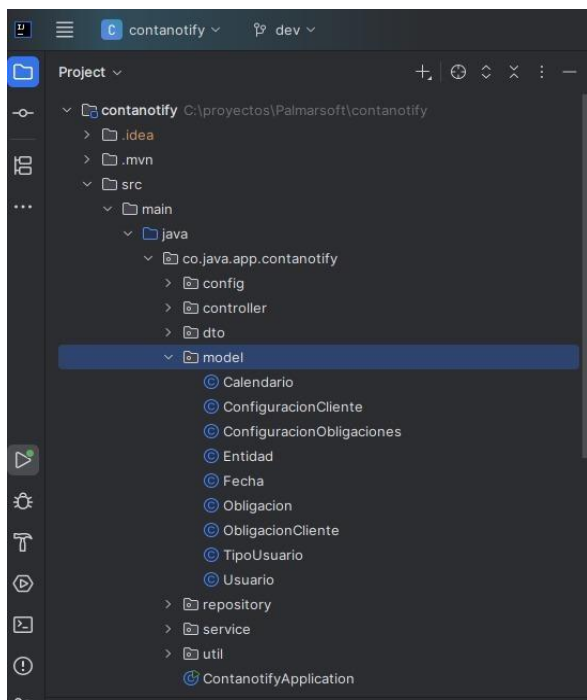 C contanotify dev
Project
contanotify C:\proyectos\Palmarsoft\contanotify
.idea
.mvn
src
main
java
co.java.app.contanotify
config
controller
dto
model
C Calendario
C ConfiguracionCliente
C ConfiguracionObligaciones
C Entidad
C Fecha
C Obligacion
C ObligacionCliente
C TipoUsuario
C Usuario
repository
service
util
ContanotifyApplication